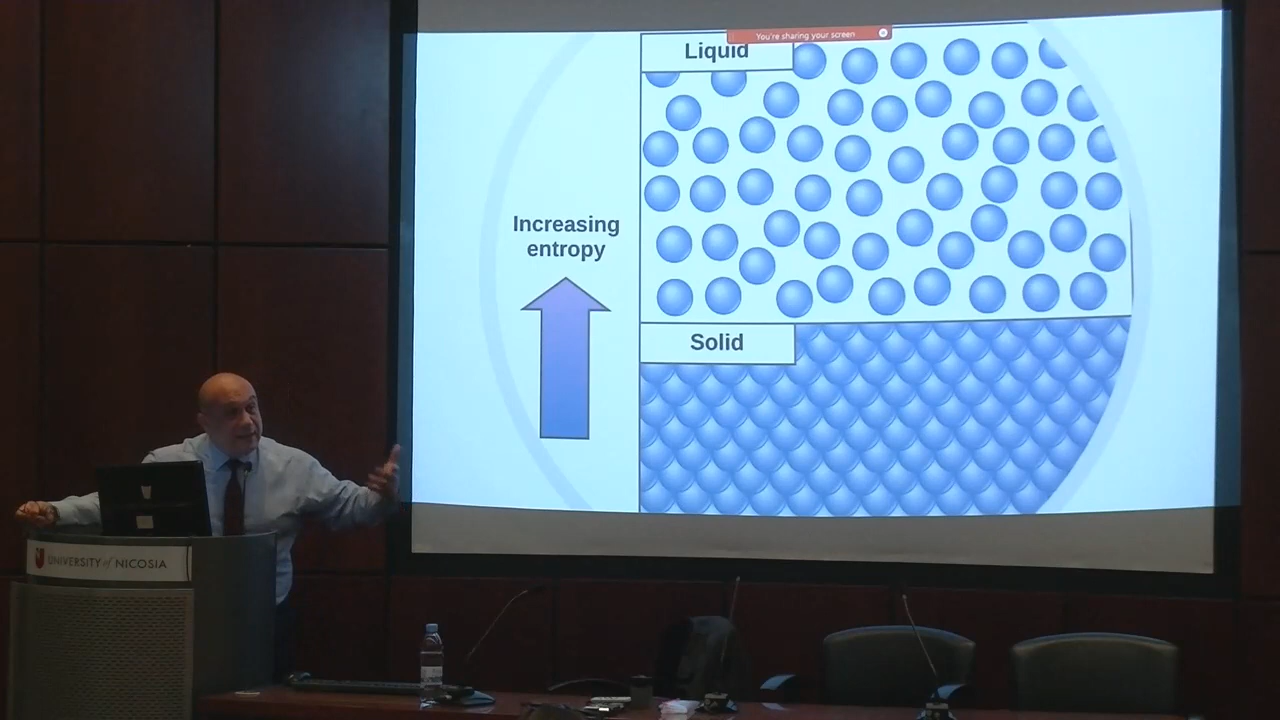 You're sharing your screen
Liquid
Increasing
entropy
Solid
UNIVERSITY of NICOSIA